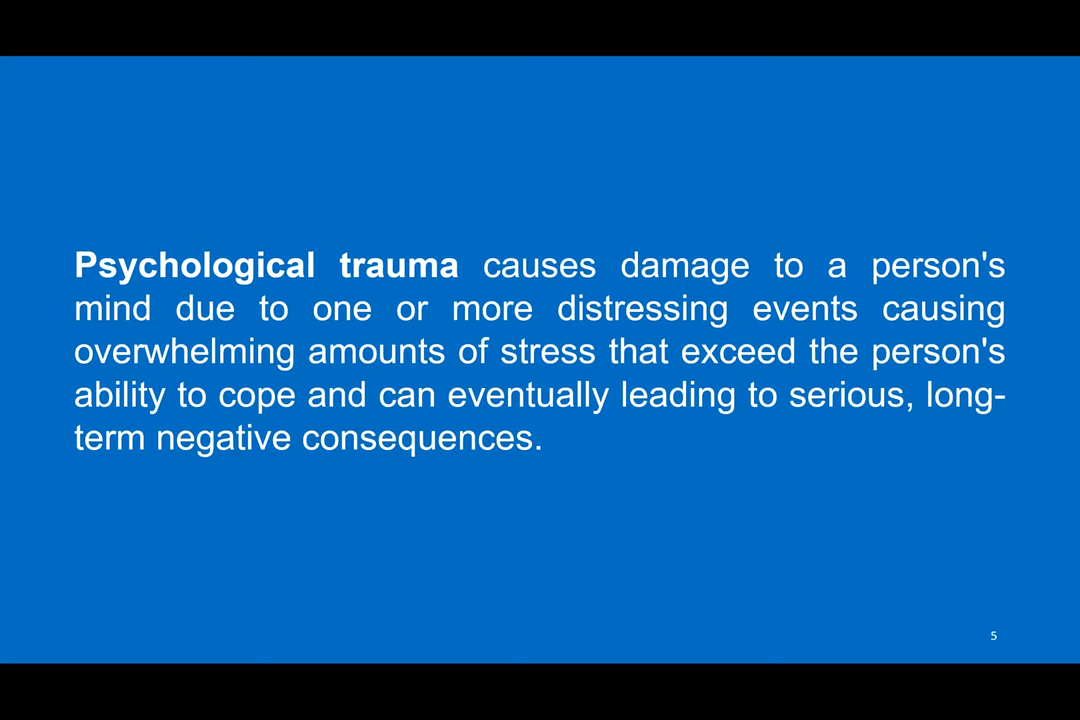 Psychological trauma causes damage to a person's
mind due to one or more distressing events causing
overwhelming amounts of stress that exceed the person's
ability to cope and can eventually leading to serious, long-
term negative consequences.
5